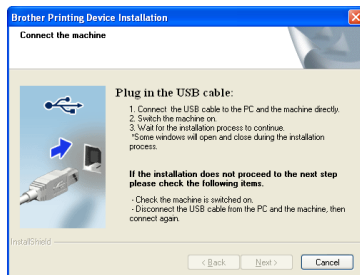 Brother Printing Device Installation
Connect the machine
Plug in the USB cable:
1. Connect the USB cable to the PC and the machine directly.
2. Switch the machine on.
3. Wait for the installation process to continue.
*Some windows will open and close during the installation
process.
If the installation does not proceed to the next step
please check the following items.
- Check the machine is switched on.
- Disconnect the USB cable from the PC and the machine, then
connect again.
InstallShield
< Back
Next >
Cancel